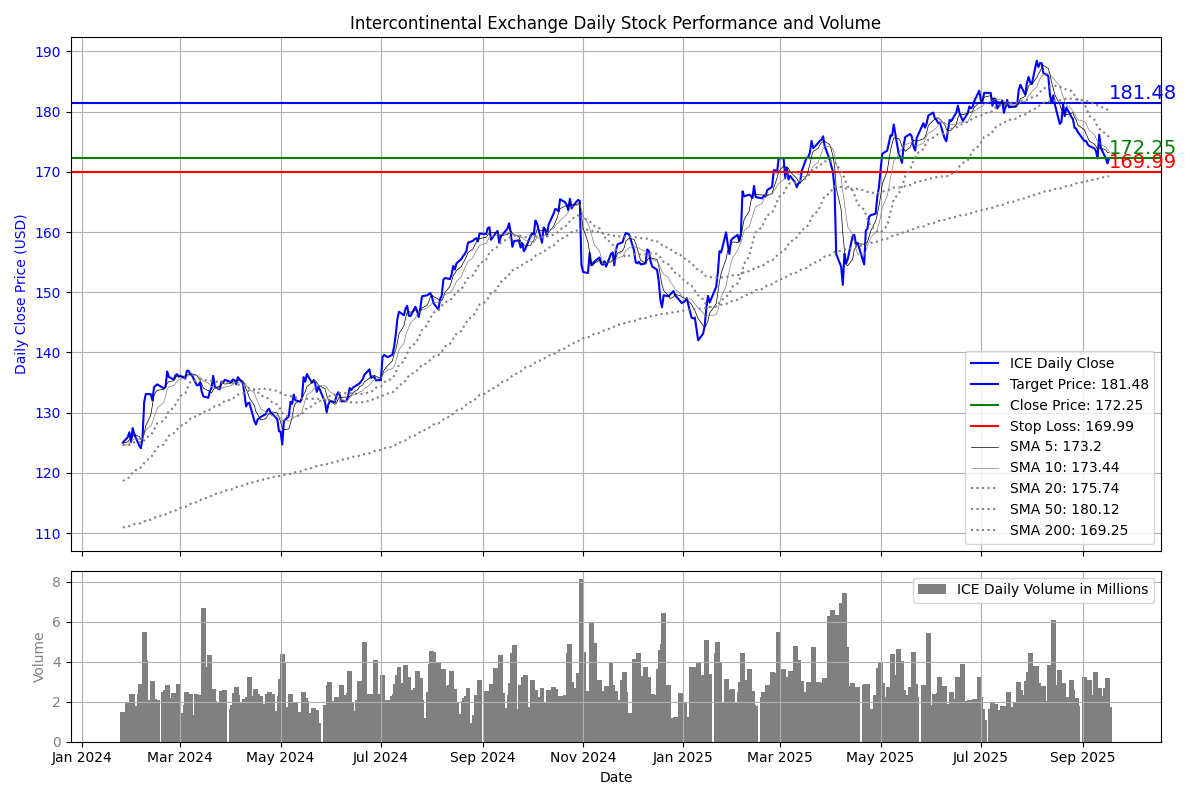 Intercontinental Exchange Daily Stock Performance and Volume
Daily Close Price (USD)
190
180
170
160
150
140
130
120
110
181.48
172.25
169.99
ICE Daily Close
Target Price: 181.48
Close Price: 172.25
Stop Loss: 169.99
SMA 5: 173.2
SMA 10: 173.44
SMA 20: 175.74
SMA 50: 180.12
SMA 200: 169.25
Volume
8
6
4
2
0
ICE Daily Volume in Millions
Jan 2024 Mar 2024 May 2024 Jul 2024 Sep 2024 Nov 2024 Jan 2025 Mar 2025 May 2025 Jul 2025 Sep 2025
Date